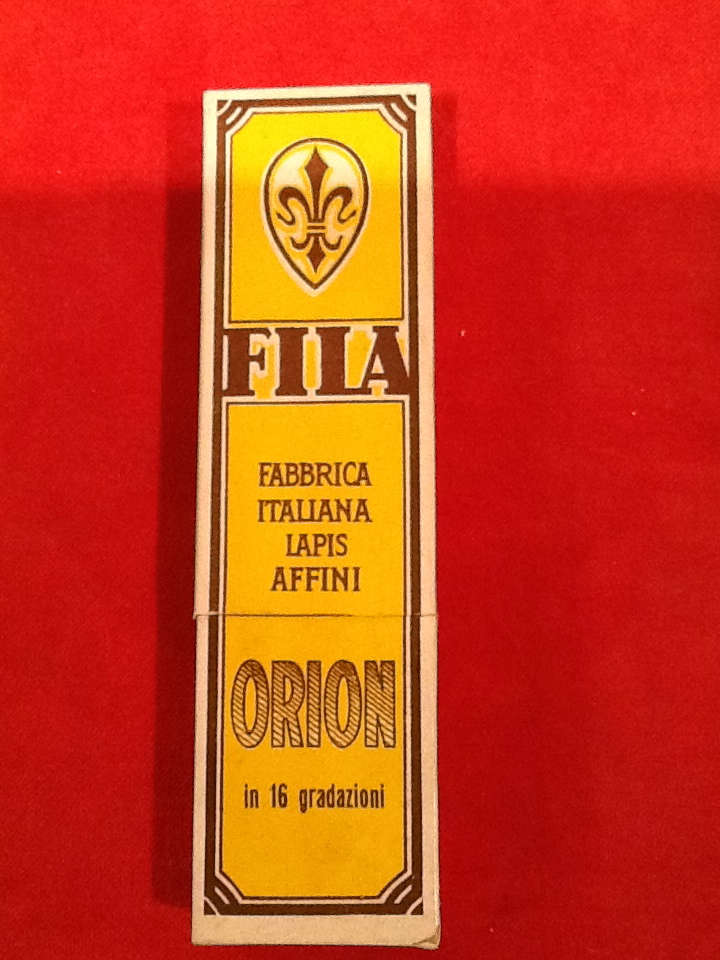 FILA
FABBRICA
ITALIANA
LAPIS
AFFINI
ORION
in 16 gradazioni